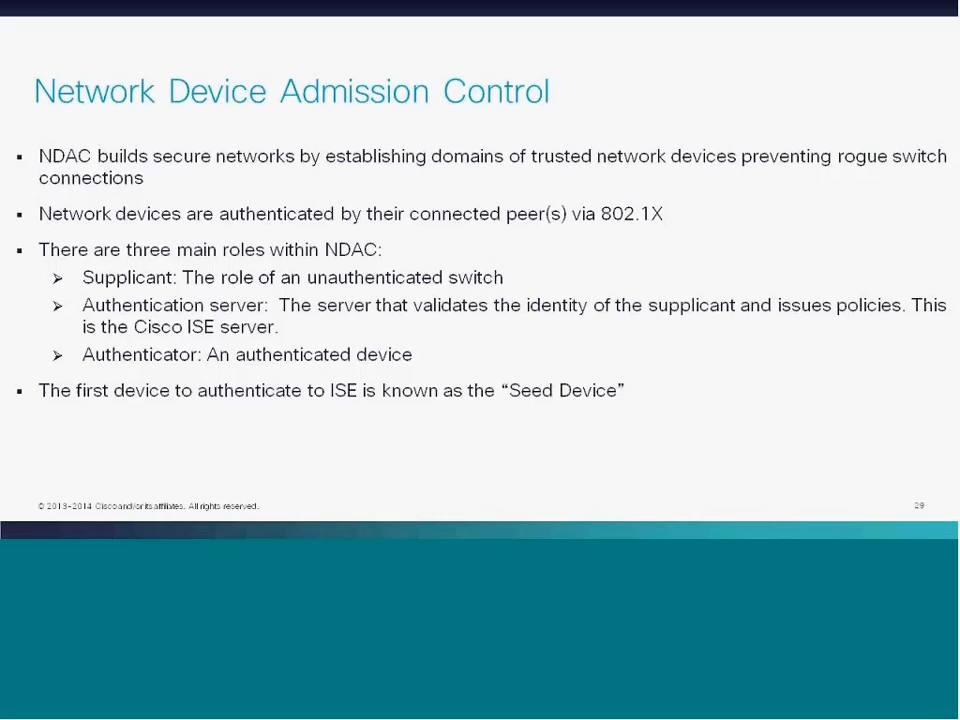 Network Device Admission Control
▪ NDAC builds secure networks by establishing domains of trusted network devices preventing rogue switch
connections
▪ Network devices are authenticated by their connected peer(s) via 802.1X
▪ There are three main roles within NDAC:
➢ Supplicant: The role of an unauthenticated switch
➢ Authentication server: The server that validates the identity of the supplicant and issues policies. This
is the Cisco ISE server.
➢ Authenticator: An authenticated device
▪ The first device to authenticate to ISE is known as the “Seed Device”
© 2013-2014 Cisco and/or its affiliates. All rights reserved.
29